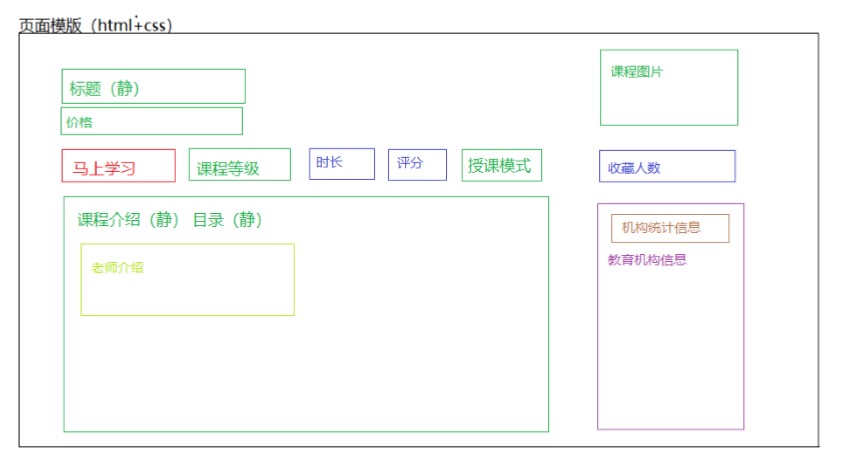 页面模版（html+css）
标题（静）
课程图片
价格
马上学习
课程等级
时长
评分
授课模式
收藏人数
课程介绍（静） 目录（静）
老师介绍
机构统计信息
教育机构信息